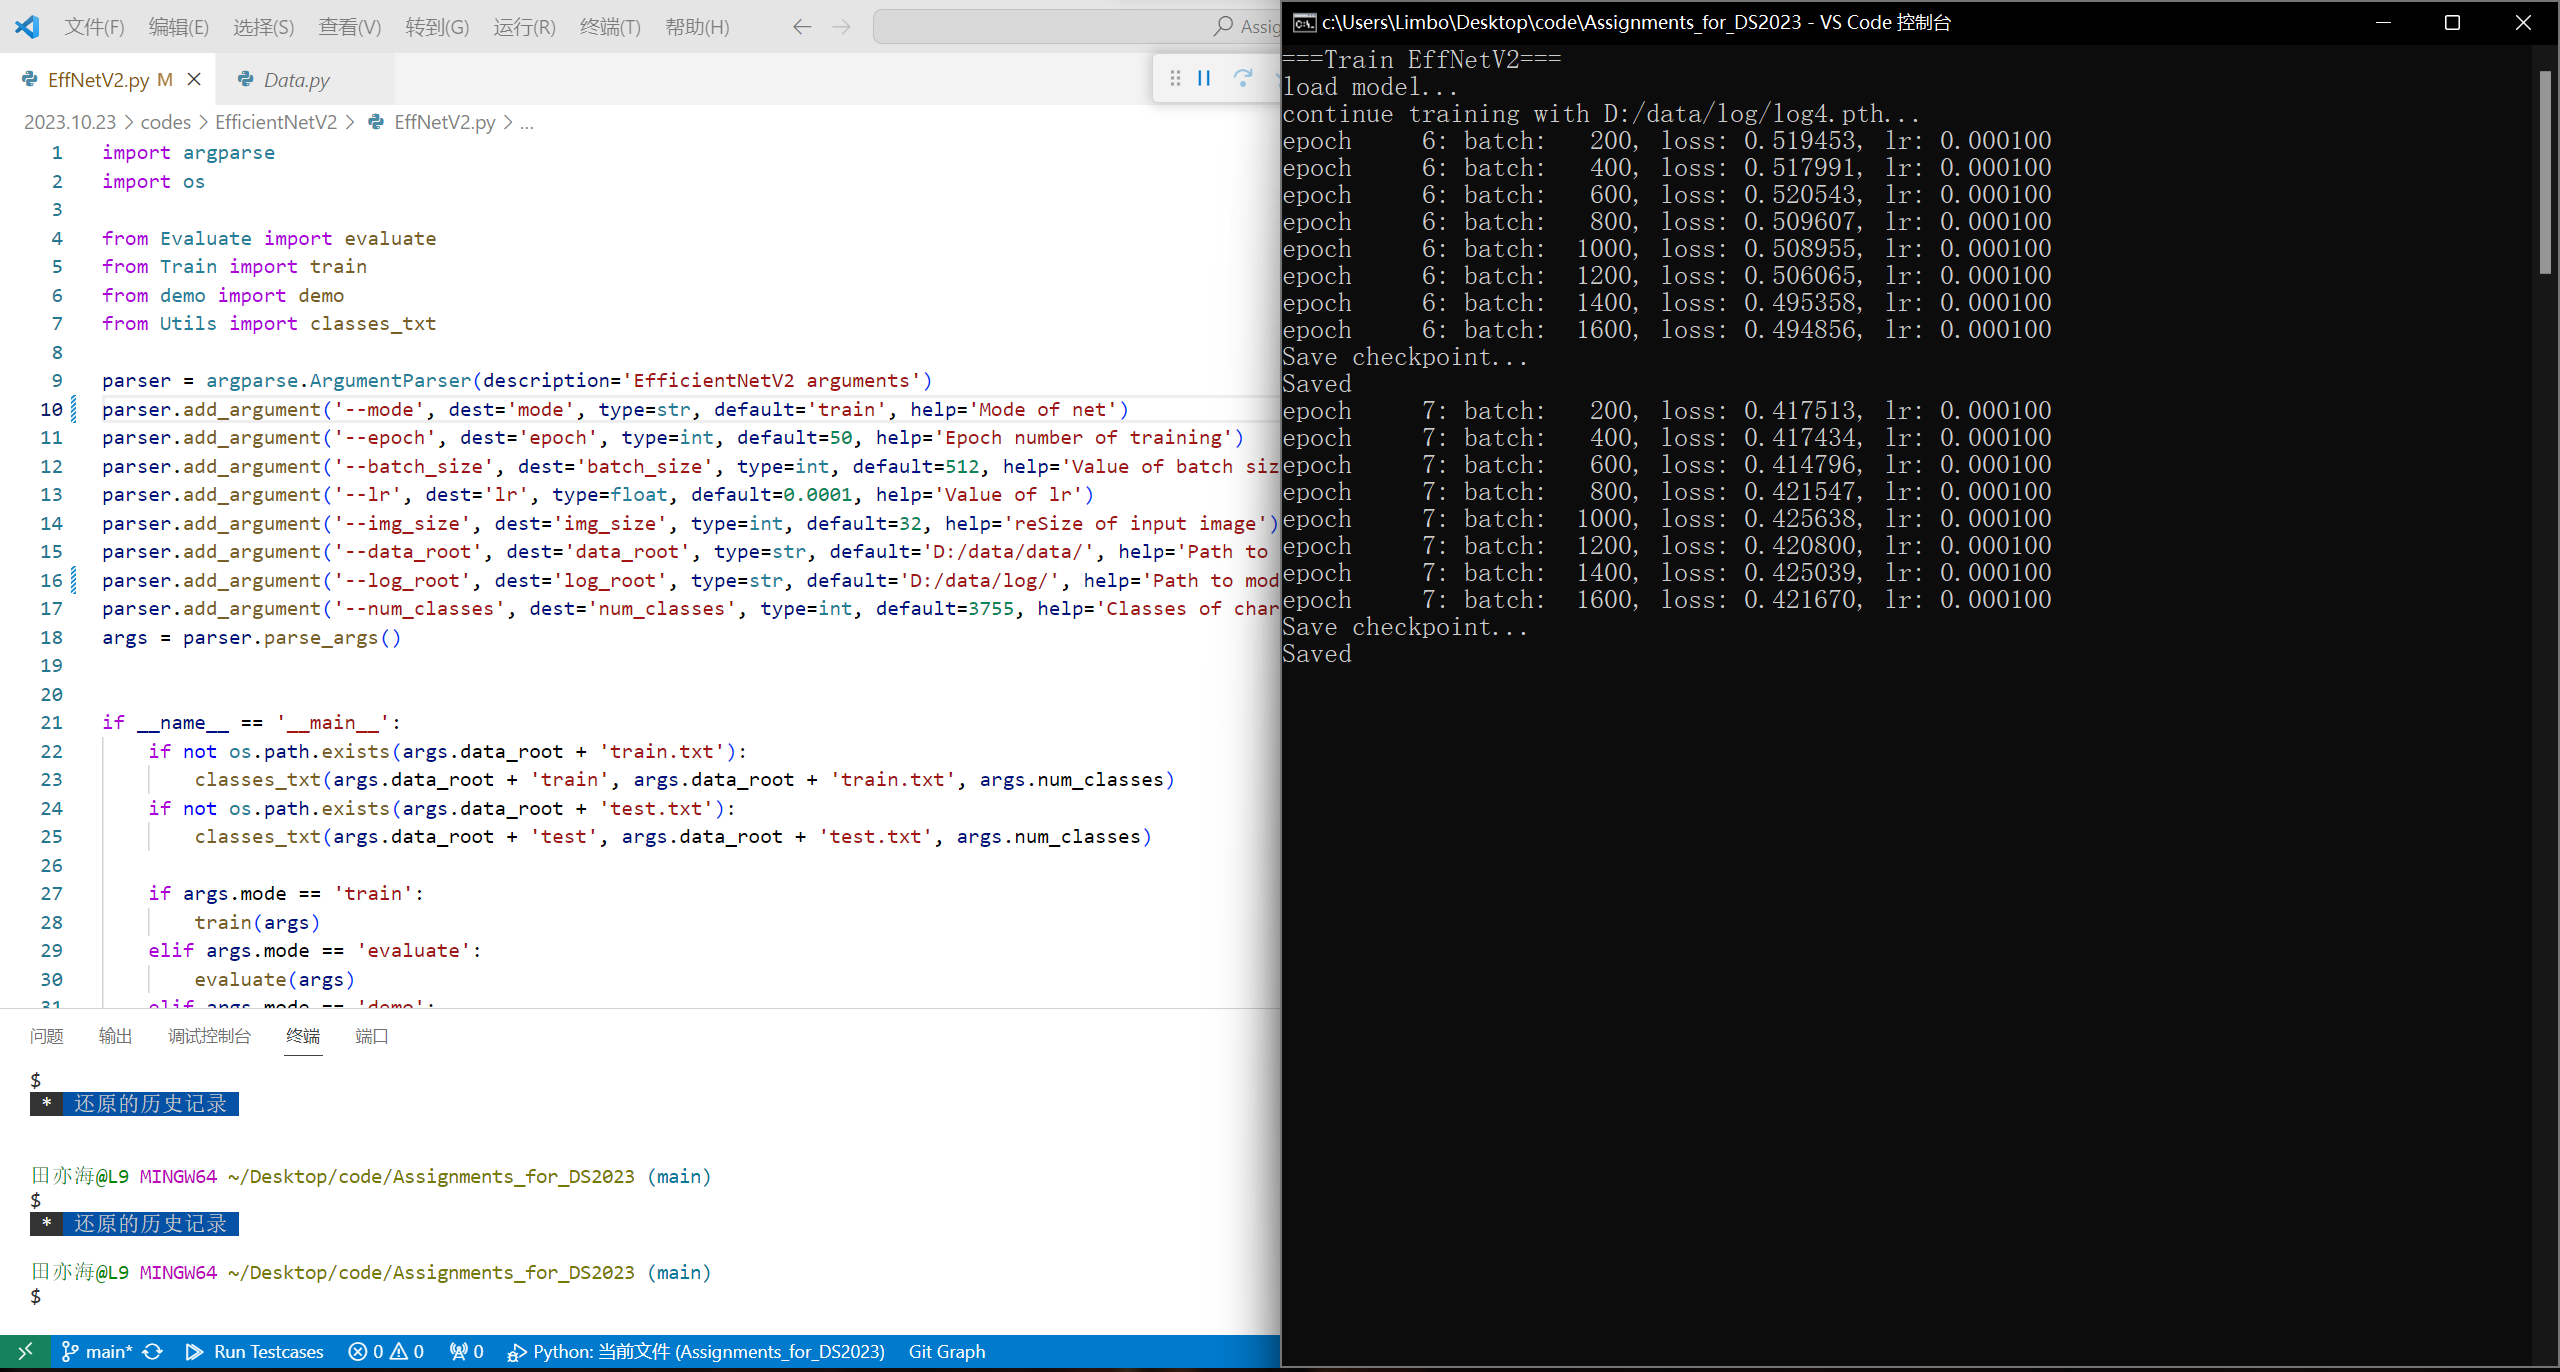 文件(F) 编辑(E) 选择(S) 查看(V) 转到(G) 运行(R) 终端(T) 帮助(H) Assig
EffNetV2.py M Data.py
2023.10.23 > codes > EfficientNetV2 > EffNetV2.py > ...
1 import argparse
2 import os
3
4 from Evaluate import evaluate
5 from Train import train
6 from demo import demo
7 from Utils import classes_txt
8
9 parser = argparse.ArgumentParser(description='EfficientNetV2 arguments')
10 parser.add_argument('--mode', dest='mode', type=str, default='train', help='Mode of net')
11 parser.add_argument('--epoch', dest='epoch', type=int, default=50, help='Epoch number of training')
12 parser.add_argument('--batch_size', dest='batch_size', type=int, default=512, help='Value of batch siz
13 parser.add_argument('--lr', dest='lr', type=float, default=0.0001, help='Value of lr')
14 parser.add_argument('--img_size', dest='img_size', type=int, default=32, help='reSize of input image')
15 parser.add_argument('--data_root', dest='data_root', type=str, default='D:/data/data/', help='Path to
16 parser.add_argument('--log_root', dest='log_root', type=str, default='D:/data/log/', help='Path to mod
17 parser.add_argument('--num_classes', dest='num_classes', type=int, default=3755, help='Classes of char
18 args = parser.parse_args()
19
20
21 if __name__ == '__main__':
22 if not os.path.exists(args.data_root + 'train.txt'):
23 classes_txt(args.data_root + 'train', args.data_root + 'train.txt', args.num_classes)
24 if not os.path.exists(args.data_root + 'test.txt'):
25 classes_txt(args.data_root + 'test', args.data_root + 'test.txt', args.num_classes)
26
27 if args.mode == 'train':
28 train(args)
29 elif args.mode == 'evaluate':
30 evaluate(args)
31 elif args.mode == 'demo':
问题 输出 调试控制台 终端 端口
$
* 还原的历史记录
田亦海@L9 MINGW64 ~/Desktop/code/Assignments_for_DS2023 (main)
$
* 还原的历史记录
田亦海@L9 MINGW64 ~/Desktop/code/Assignments_for_DS2023 (main)
$
main* Run Testcases 0 0 0 Python: 当前文件 (Assignments_for_DS2023) Git Graph
c:\Users\Limbo\Desktop\code\Assignments_for_DS2023 - VS Code 控制台
===Train EffNetV2===
load model...
continue training with D:/data/log/log4.pth...
epoch 6: batch: 200, loss: 0.519453, lr: 0.000100
epoch 6: batch: 400, loss: 0.517991, lr: 0.000100
epoch 6: batch: 600, loss: 0.520543, lr: 0.000100
epoch 6: batch: 800, loss: 0.509607, lr: 0.000100
epoch 6: batch: 1000, loss: 0.508955, lr: 0.000100
epoch 6: batch: 1200, loss: 0.506065, lr: 0.000100
epoch 6: batch: 1400, loss: 0.495358, lr: 0.000100
epoch 6: batch: 1600, loss: 0.494856, lr: 0.000100
Save checkpoint...
Saved
epoch 7: batch: 200, loss: 0.417513, lr: 0.000100
epoch 7: batch: 400, loss: 0.417434, lr: 0.000100
epoch 7: batch: 600, loss: 0.414796, lr: 0.000100
epoch 7: batch: 800, loss: 0.421547, lr: 0.000100
epoch 7: batch: 1000, loss: 0.425638, lr: 0.000100
epoch 7: batch: 1200, loss: 0.420800, lr: 0.000100
epoch 7: batch: 1400, loss: 0.425039, lr: 0.000100
epoch 7: batch: 1600, loss: 0.421670, lr: 0.000100
Save checkpoint...
Saved